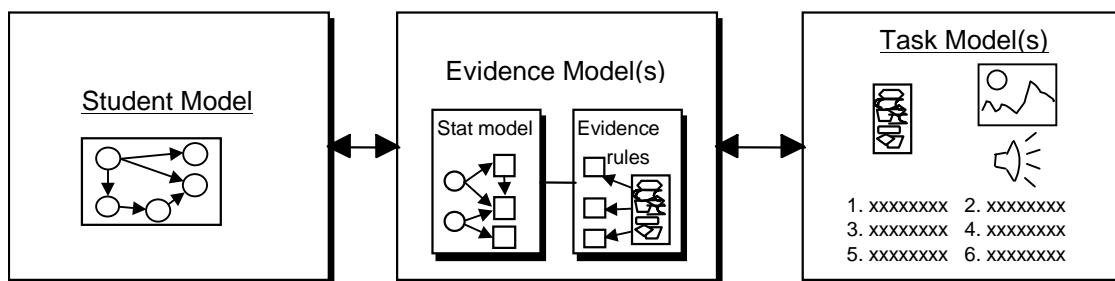 Student Model
Evidence Model(s)
Stat model
Evidence
rules
Task Model(s)
1. xxxxxxxx 2. xxxxxxxx
3. xxxxxxxx 4. xxxxxxxx
5. xxxxxxxx 6. xxxxxxxx